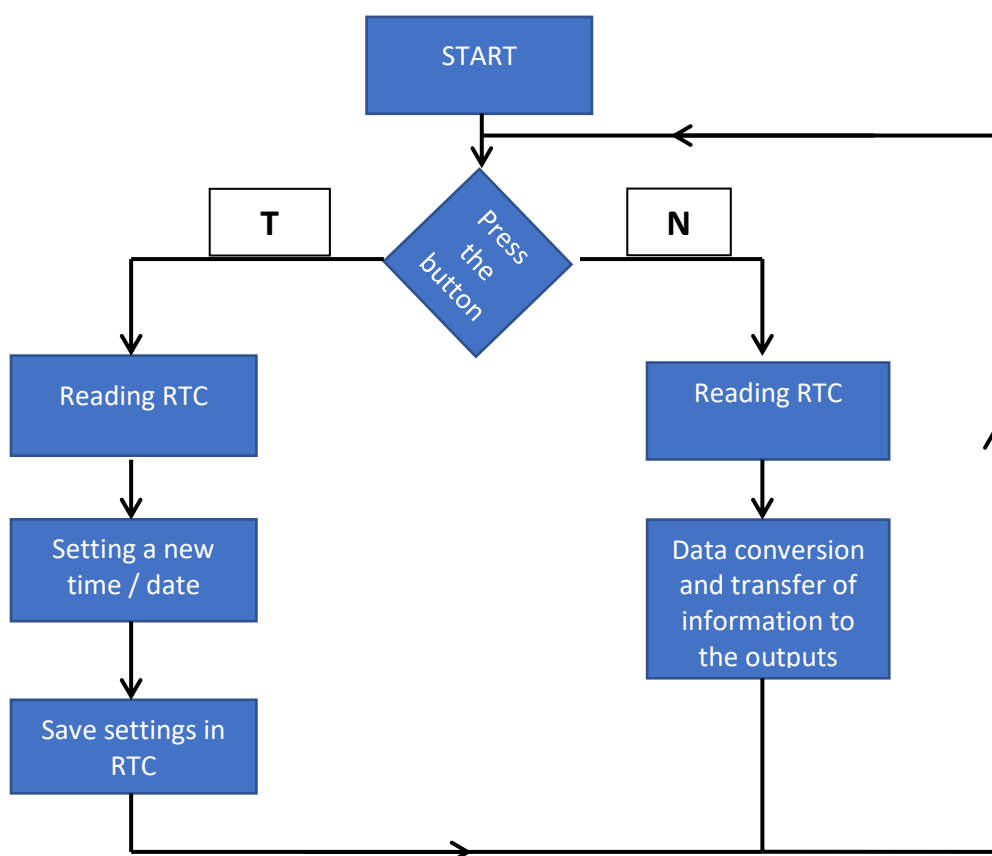 START
T
N
Press
the
button
Reading RTC
Reading RTC
Setting a new
time / date
Data conversion
and transfer of
information to
the outputs
Save settings in
RTC